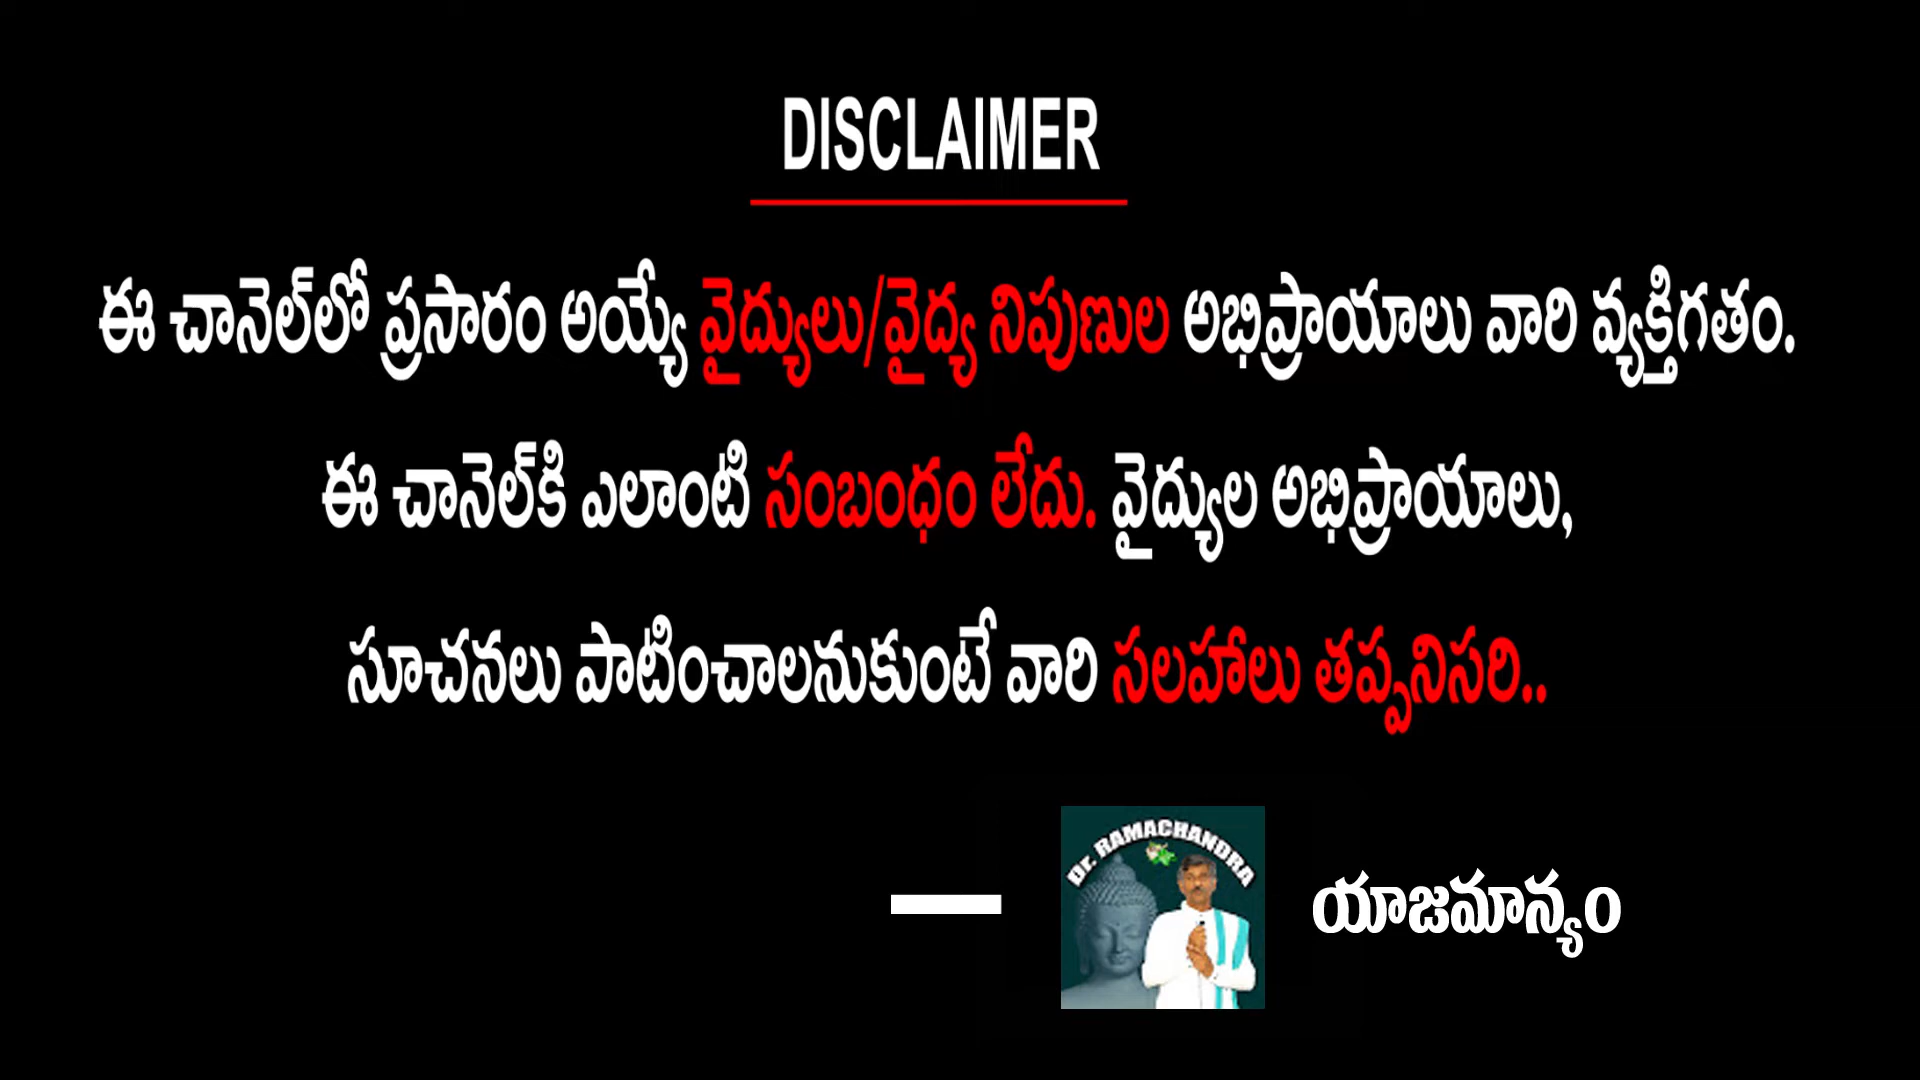 DISCLAIMER
ఈ చానెల్‌లో ప్రసారం అయ్యే వైద్యులు/వైద్య నిపుణుల అభిప్రాయాలు వారి వ్యక్తిగతం.
ఈ చానెల్‌కి ఎలాంటి సంబంధం లేదు. వైద్యుల అభిప్రాయాలు,
సూచనలు పాటించాలనుకుంటే వారి సలహాలు తప్పనిసరి..
Dr. RAMACHANDRA
యాజమాన్యం